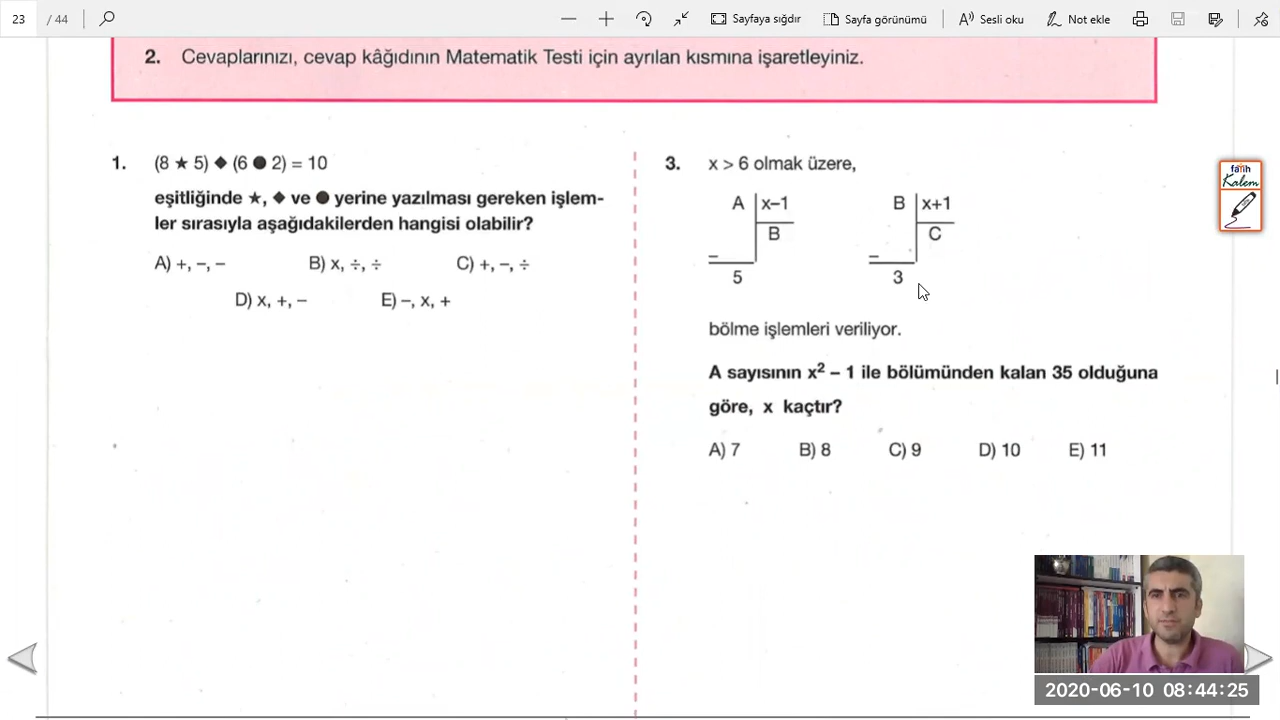 23 / 44 Sayfaya sığdır Sayfa görünümü Sesli oku Not ekle
2. Cevaplarınızı, cevap kâğıdının Matematik Testi için ayrılan kısmına işaretleyiniz.
1. (8 ★ 5) ◆ (6 ● 2) = 10
eşitliğinde ★, ◆ ve ● yerine yazılması gereken işlem-
ler sırasıyla aşağıdakilerden hangisi olabilir?
A) +, –, – B) x, ÷, ÷ C) +, –, ÷
D) x, +, – E) –, x, +
3. x > 6 olmak üzere,
A x–1 B x+1
B C
5 3
bölme işlemleri veriliyor.
A sayısının x² – 1 ile bölümünden kalan 35 olduğuna
göre, x kaçtır?
A) 7 B) 8 C) 9 D) 10 E) 11
fatih
Kalem
2020-06-10 08:44:25